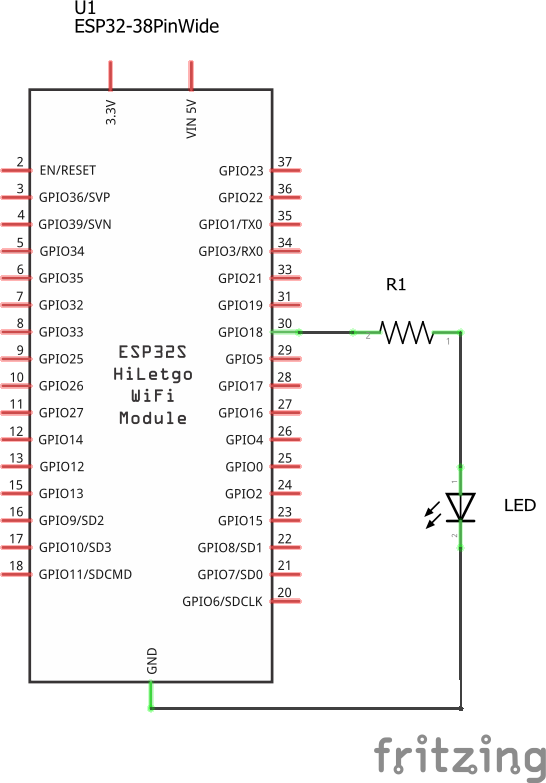 U1
ESP32-38PinWide
3.3V
VIN 5V
2 EN/RESET GPIO23 37
3 GPIO36/SVP GPIO22 36
4 GPIO39/SVN GPIO1/TX0 35
5 GPIO34 GPIO3/RX0 34
6 GPIO35 GPIO21 33
7 GPIO32 GPIO19 31
8 GPIO33 GPIO18 30
9 GPIO25 GPIO5 29
10 GPIO26 GPIO17 28
11 GPIO27 GPIO16 27
12 GPIO14 GPIO4 26
13 GPIO12 GPIO0 25
15 GPIO13 GPIO2 24
16 GPIO9/SD2 GPIO15 23
17 GPIO10/SD3 GPIO8/SD1 22
18 GPIO11/SDCMD GPIO7/SD0 21
GPIO6/SDCLK 20
ESP32S
HiLetgo
WiFi
Module
GND
R1
2 1
1
LED
2
fritzing